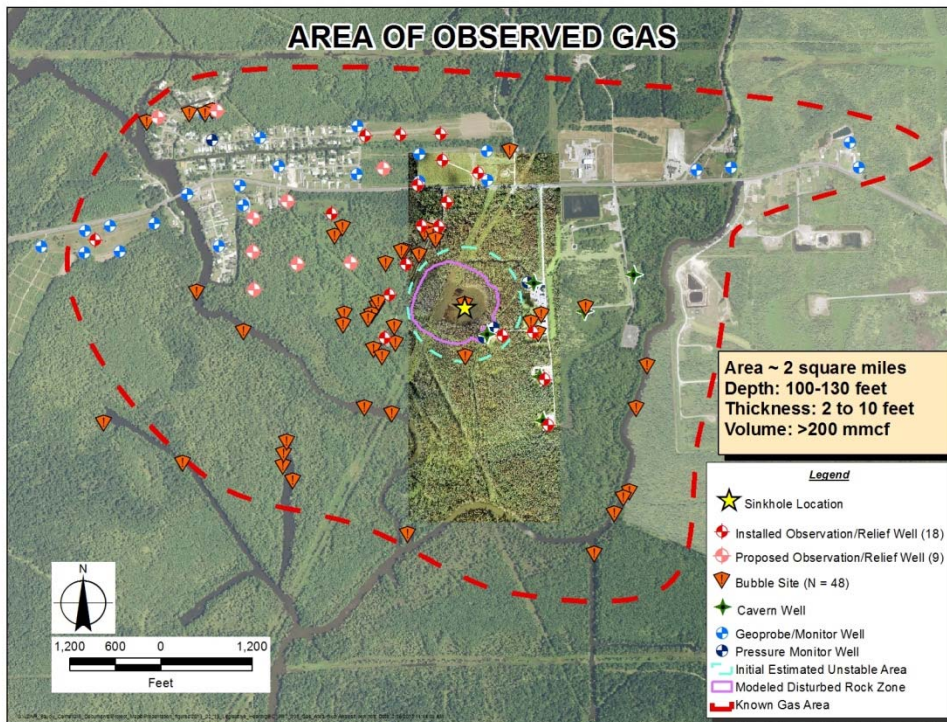 AREA OF OBSERVED GAS
Area ~ 2 square miles
Depth: 100-130 feet
Thickness: 2 to 10 feet
Volume: >200 mmcf
Legend
Sinkhole Location
Installed Observation/Relief Well (18)
Proposed Observation/Relief Well (9)
Bubble Site (N = 48)
Cavern Well
Geoprobe/Monitor Well
Pressure Monitor Well
Initial Estimated Unstable Area
Modeled Disturbed Rock Zone
Known Gas Area
N
1,200 600 0 1,200
Feet